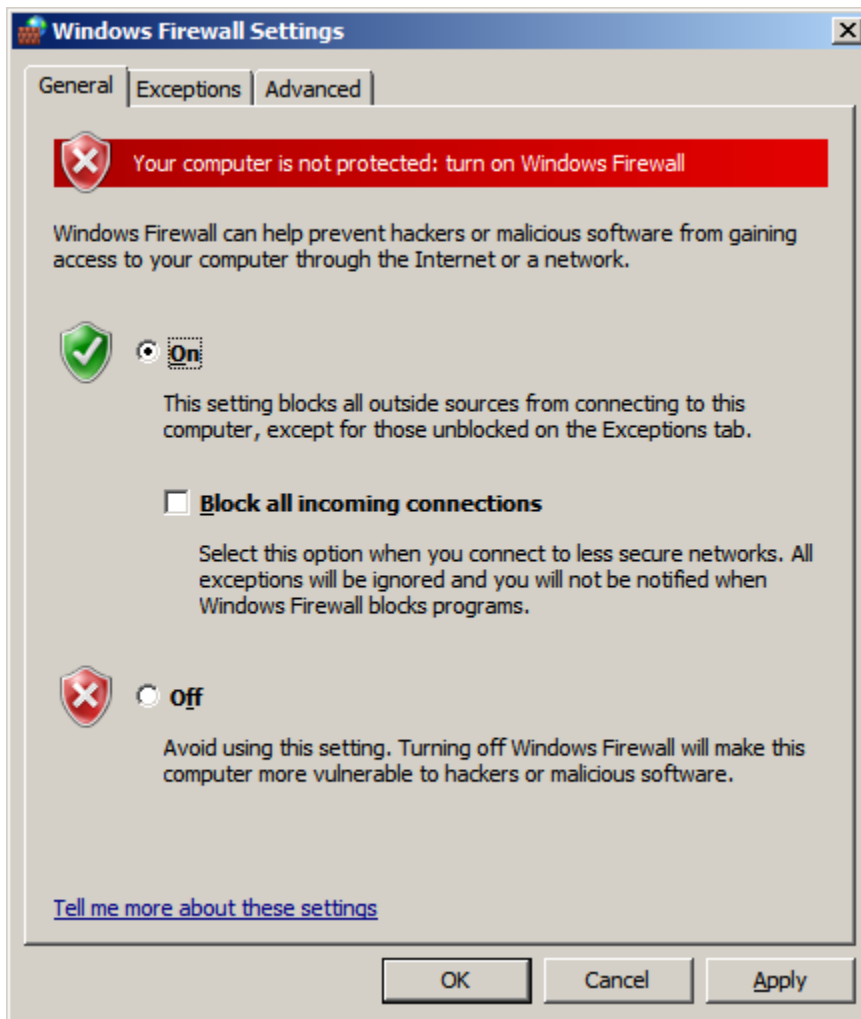 Windows Firewall Settings
General
Exceptions
Advanced
Your computer is not protected: turn on Windows Firewall
Windows Firewall can help prevent hackers or malicious software from gaining
access to your computer through the Internet or a network.
On
This setting blocks all outside sources from connecting to this
computer, except for those unblocked on the Exceptions tab.
Block all incoming connections
Select this option when you connect to less secure networks. All
exceptions will be ignored and you will not be notified when
Windows Firewall blocks programs.
Off
Avoid using this setting. Turning off Windows Firewall will make this
computer more vulnerable to hackers or malicious software.
Tell me more about these settings
OK
Cancel
Apply